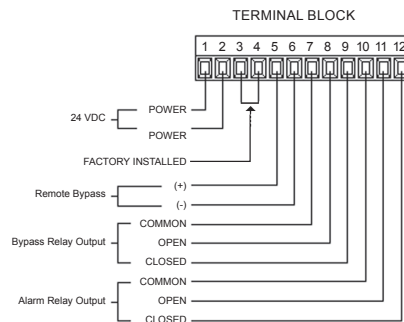 TERMINAL BLOCK
1 2 3 4 5 6 7 8 9 10 11 12
24 VDC
POWER
POWER
FACTORY INSTALLED
Remote Bypass
(+)
(-)
Bypass Relay Output
COMMON
OPEN
CLOSED
Alarm Relay Output
COMMON
OPEN
CLOSED